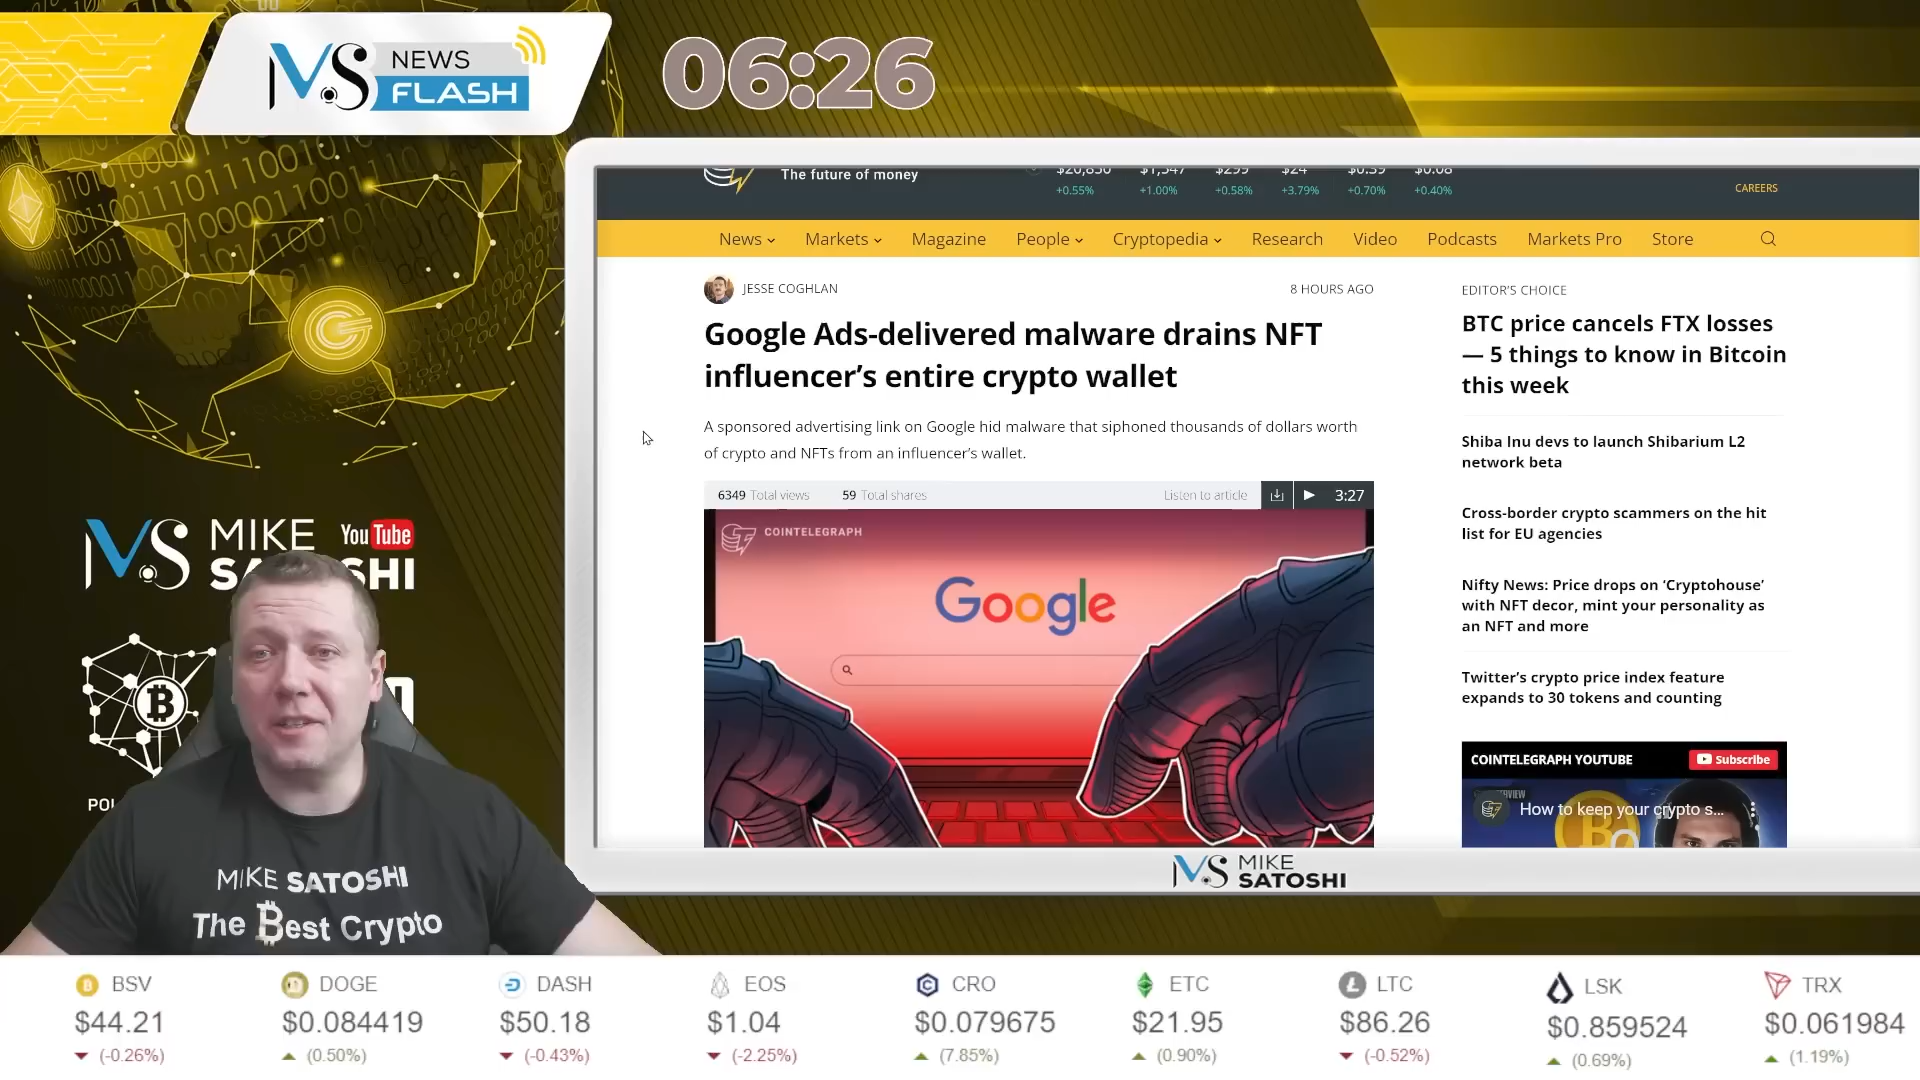 NEWS
FLASH
06:26
The future of money
+0.55%
+1.00%
+0.58%
+3.79%
+0.70%
+0.40%
CAREERS
News
Markets
Magazine
People
Cryptopedia
Research
Video
Podcasts
Markets Pro
Store
JESSE COGHLAN
8 HOURS AGO
Google Ads-delivered malware drains NFT
influencer’s entire crypto wallet
A sponsored advertising link on Google hid malware that siphoned thousands of dollars worth
of crypto and NFTs from an influencer’s wallet.
6349 Total views
59 Total shares
Listen to article
3:27
COINTELEGRAPH
Google
EDITOR’S CHOICE
BTC price cancels FTX losses
— 5 things to know in Bitcoin
this week
Shiba Inu devs to launch Shibarium L2
network beta
Cross-border crypto scammers on the hit
list for EU agencies
Nifty News: Price drops on ‘Cryptohouse’
with NFT decor, mint your personality as
an NFT and more
Twitter’s crypto price index feature
expands to 30 tokens and counting
COINTELEGRAPH YOUTUBE
Subscribe
How to keep your crypto s...
MIKE
SATOSHI
MIKE
YouTube
MIKE SATOSHI
The Best Crypto
BSV
$44.21
(-0.26%)
DOGE
$0.084419
(0.50%)
DASH
$50.18
(-0.43%)
EOS
$1.04
(-2.25%)
CRO
$0.079675
(7.85%)
ETC
$21.95
(0.90%)
LTC
$86.26
(-0.52%)
LSK
$0.859524
(0.69%)
TRX
$0.061984
(1.19%)